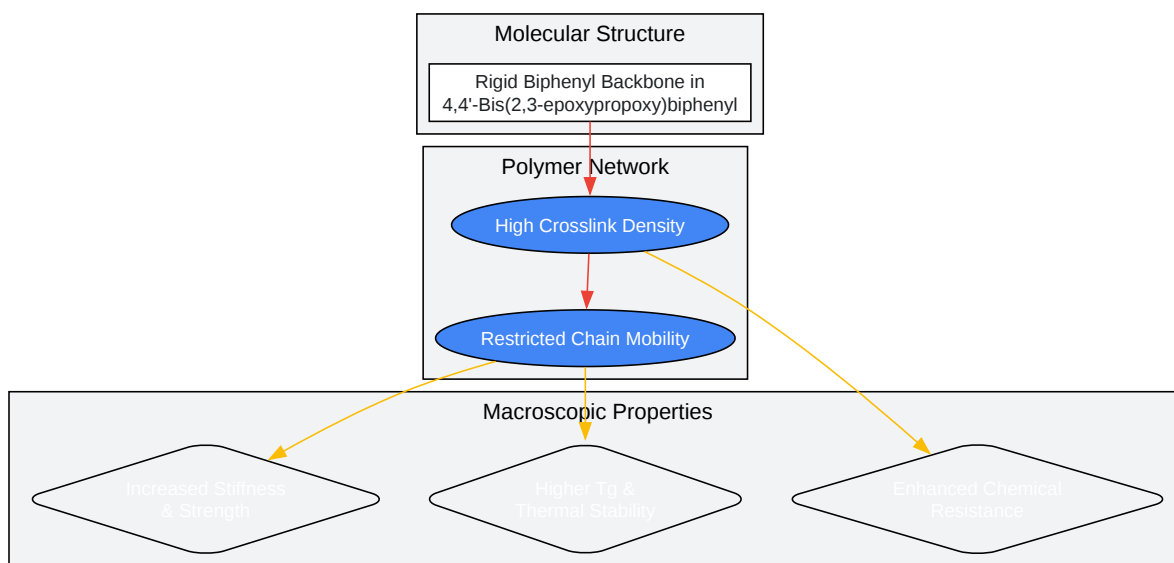 Molecular Structure
Rigid Biphenyl Backbone in
4,4'-Bis(2,3-epoxypropoxy)biphenyl
Polymer Network
High Crosslink Density
Restricted Chain Mobility
Macroscopic Properties
Increased Stiffness
& Strength
Higher Tg &
Thermal Stability
Enhanced Chemical
Resistance